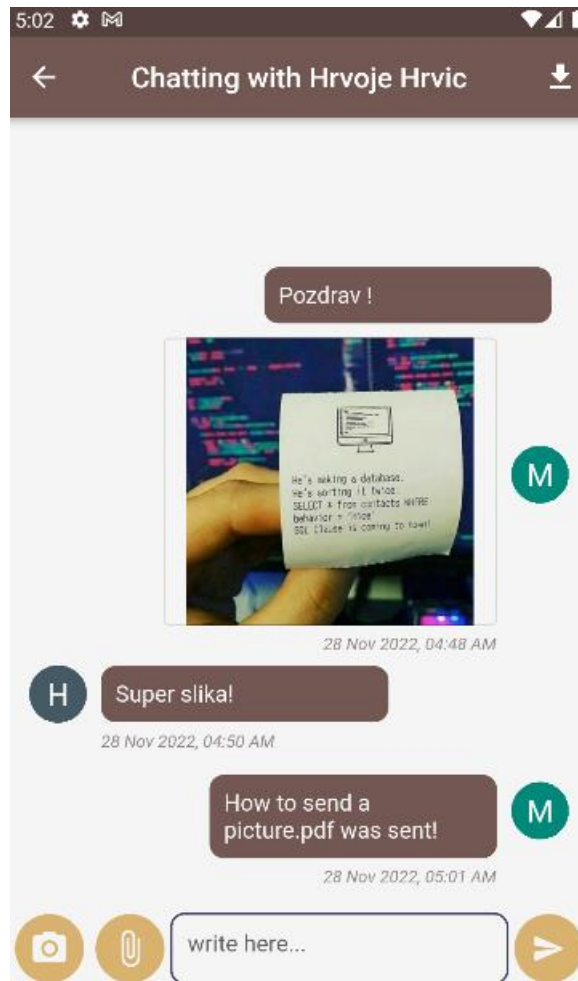 5:02
Chatting with Hrvoje Hrvic
Pozdrav !
He's making a database.
He's sorting it twice.
SELECT * from contacts WHERE
behavior = "nice"
SQL Clause is coming to town!
M
28 Nov 2022, 04:48 AM
H
Super slika!
28 Nov 2022, 04:50 AM
How to send a
picture.pdf was sent!
M
28 Nov 2022, 05:01 AM
write here...